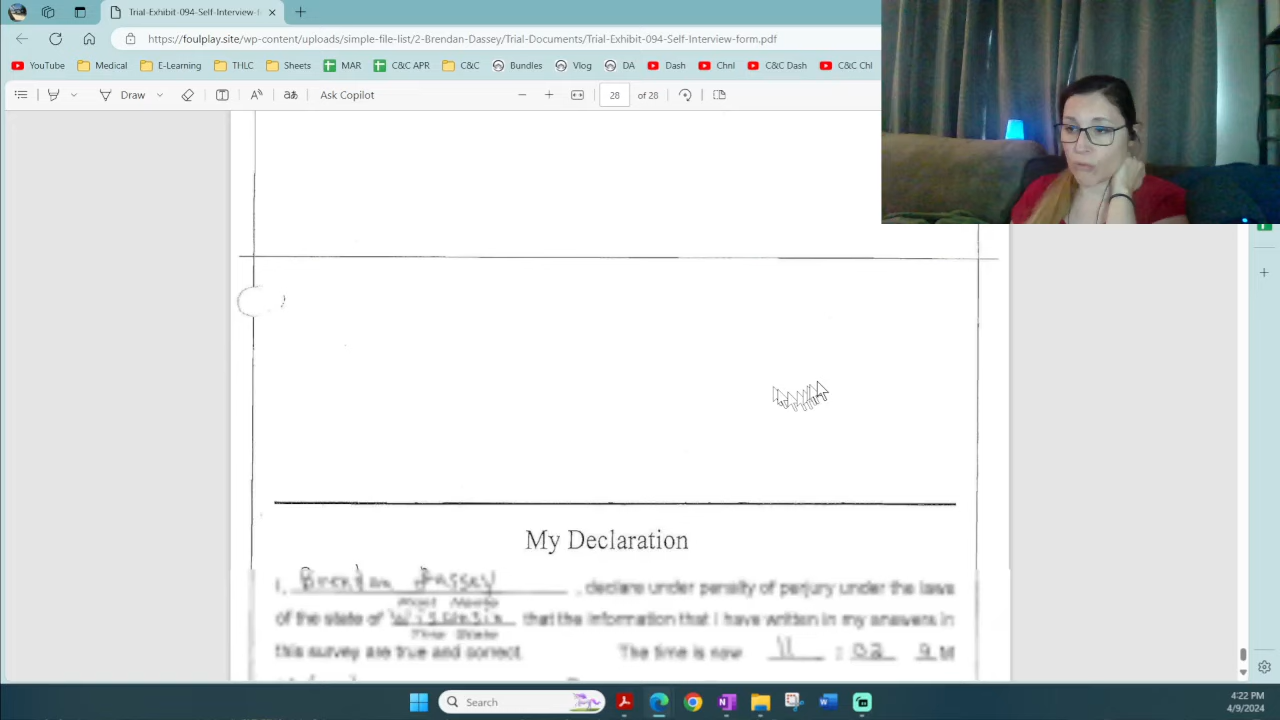 Trial-Exhibit-094-Self-Interview-f
https://foulplay.site/wp-content/uploads/simple-file-list/2-Brendan-Dassey/Trial-Documents/Trial-Exhibit-094-Self-Interview-form.pdf
YouTube Medical E-Learning THLC Sheets MAR C&C APR C&C Bundles Vlog DA Dash Chnl C&C Dash C&C Chl
Draw Ask Copilot 28 of 28
My Declaration
I, Brendan Dassey, declare under penalty of perjury under the laws
Print Name
of the state of Wisconsin that the information that I have written in my answers in
This State
this survey are true and correct. The time is now 11 : 02 a M
Search
4:22 PM
4/9/2024